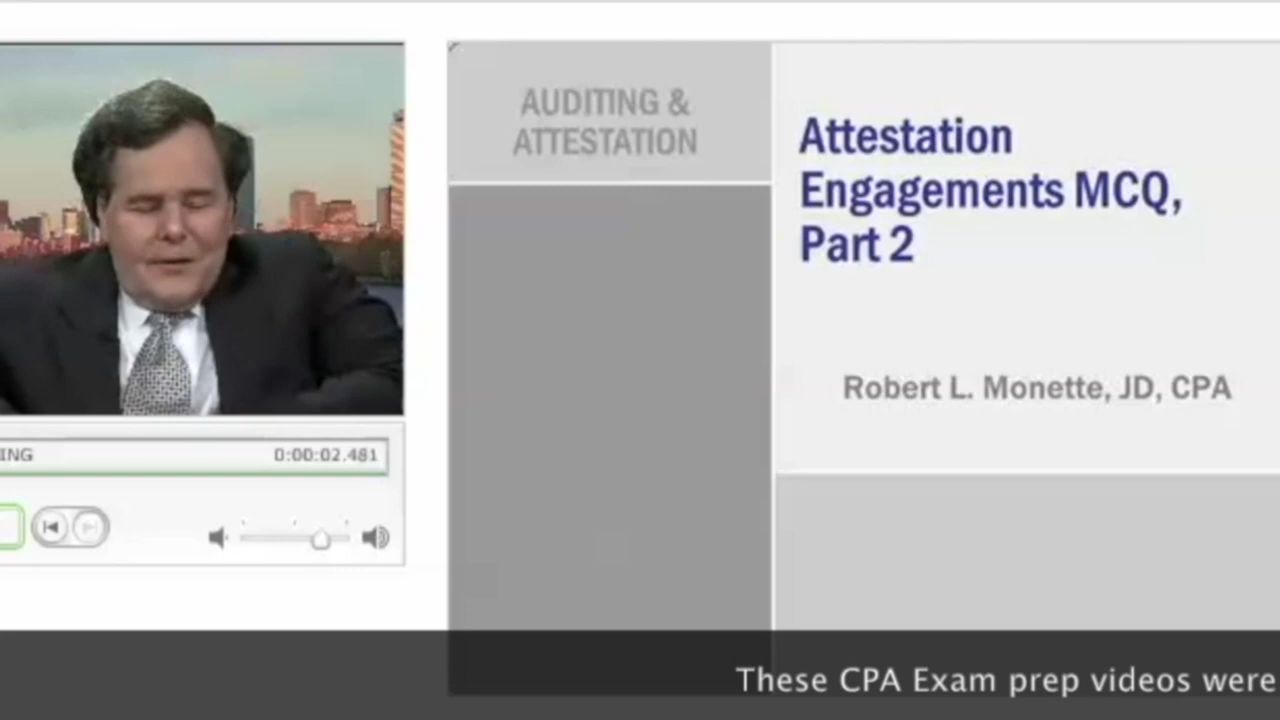 AUDITING &
ATTESTATION
Attestation
Engagements MCQ,
Part 2
Robert L. Monette, JD, CPA
ING
0:00:02.481
These CPA Exam prep videos were